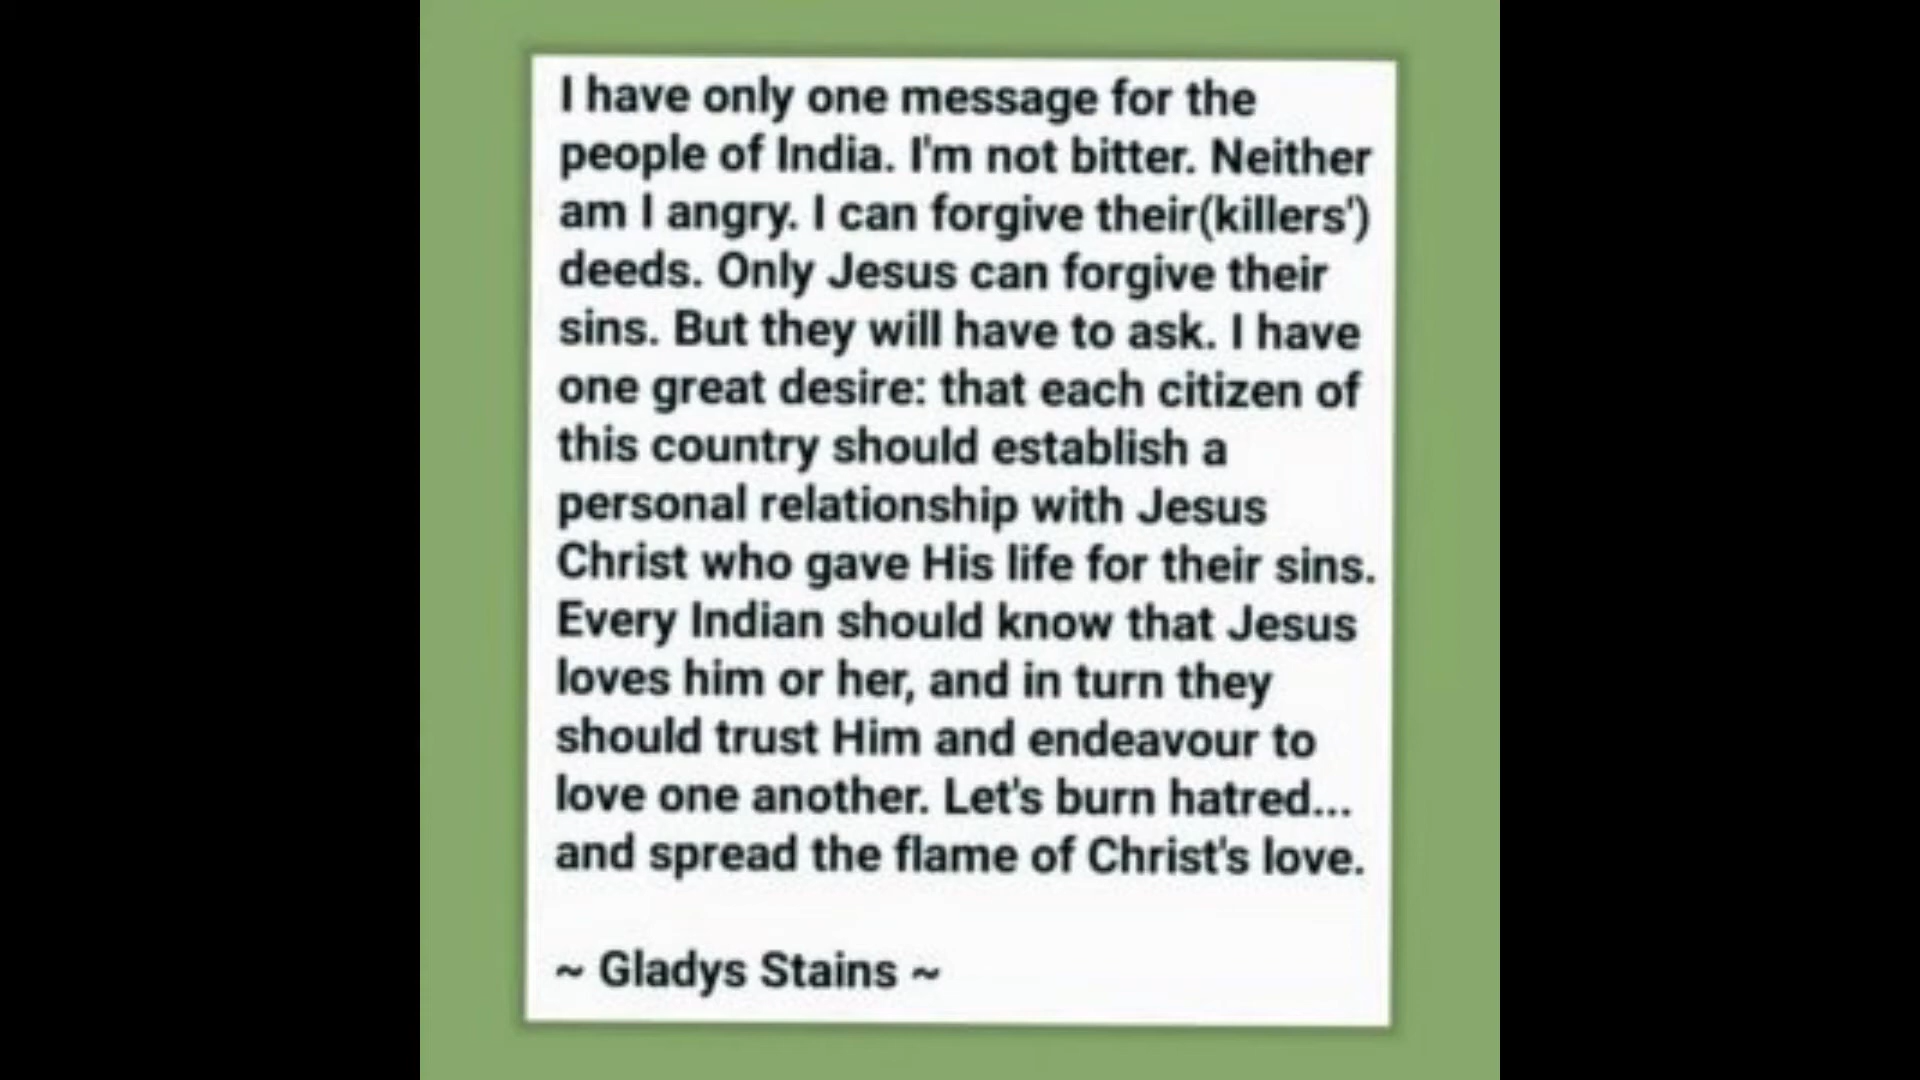 I have only one message for the
people of India. I'm not bitter. Neither
am I angry. I can forgive their(killers')
deeds. Only Jesus can forgive their
sins. But they will have to ask. I have
one great desire: that each citizen of
this country should establish a
personal relationship with Jesus
Christ who gave His life for their sins.
Every Indian should know that Jesus
loves him or her, and in turn they
should trust Him and endeavour to
love one another. Let's burn hatred...
and spread the flame of Christ's love.
~ Gladys Stains ~